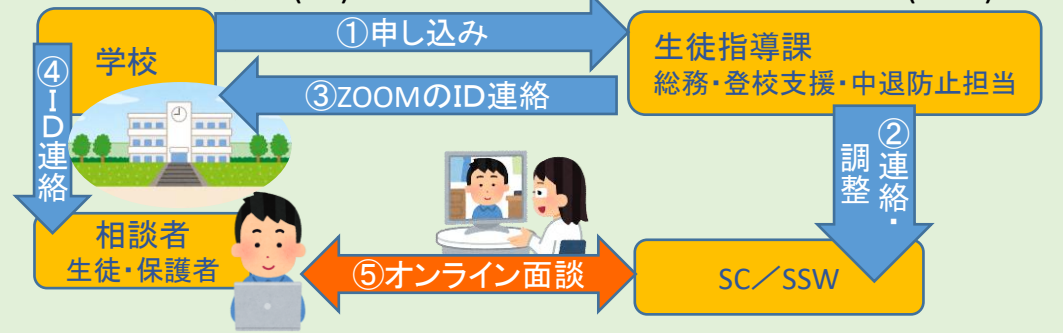 ①申し込み
学校
生徒指導課
総務・登校支援・中退防止担当
③ZOOMのID連絡
④ID連絡
②連絡・
調整
相談者
生徒・保護者
⑤オンライン面談
SC／SSW